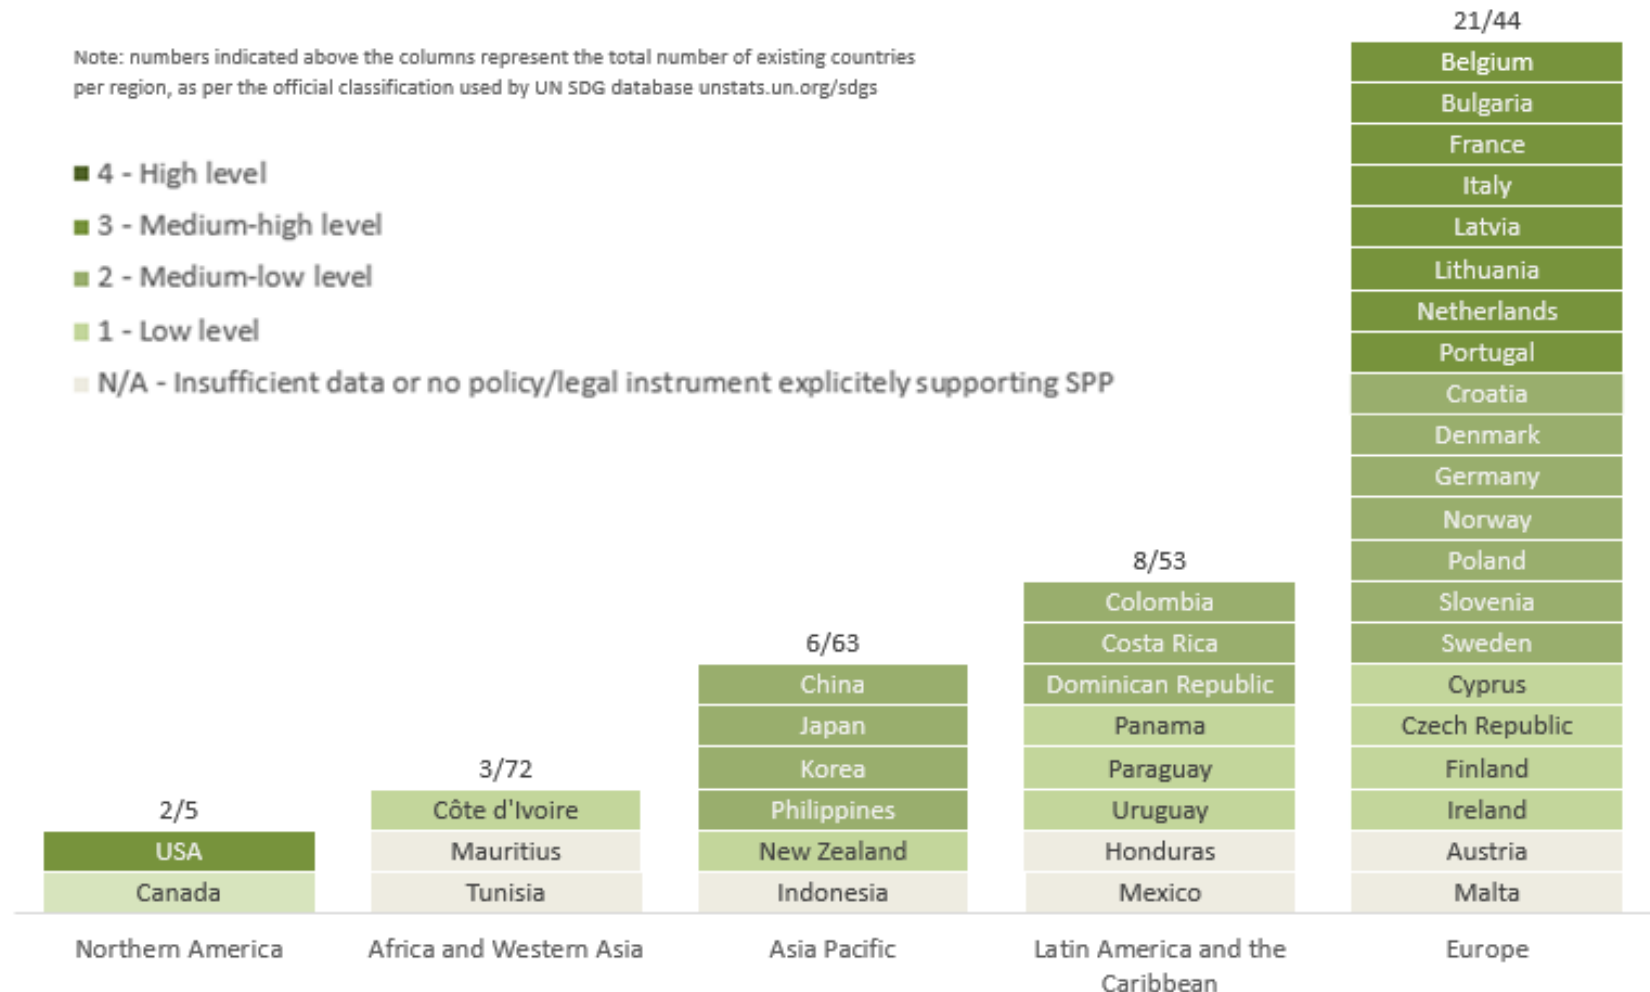 Note: numbers indicated above the columns represent the total number of existing countries
per region, as per the official classification used by UN SDG database unstats.un.org/sdgs
4 - High level
3 - Medium-high level
2 - Medium-low level
1 - Low level
N/A - Insufficient data or no policy/legal instrument explicitely supporting SPP
2/5
USA
Canada
Northern America
3/72
Côte d'Ivoire
Mauritius
Tunisia
Africa and Western Asia
6/63
China
Japan
Korea
Philippines
New Zealand
Indonesia
Asia Pacific
8/53
Colombia
Costa Rica
Dominican Republic
Panama
Paraguay
Uruguay
Honduras
Mexico
Latin America and the
Caribbean
21/44
Belgium
Bulgaria
France
Italy
Latvia
Lithuania
Netherlands
Portugal
Croatia
Denmark
Germany
Norway
Poland
Slovenia
Sweden
Cyprus
Czech Republic
Finland
Ireland
Austria
Malta
Europe